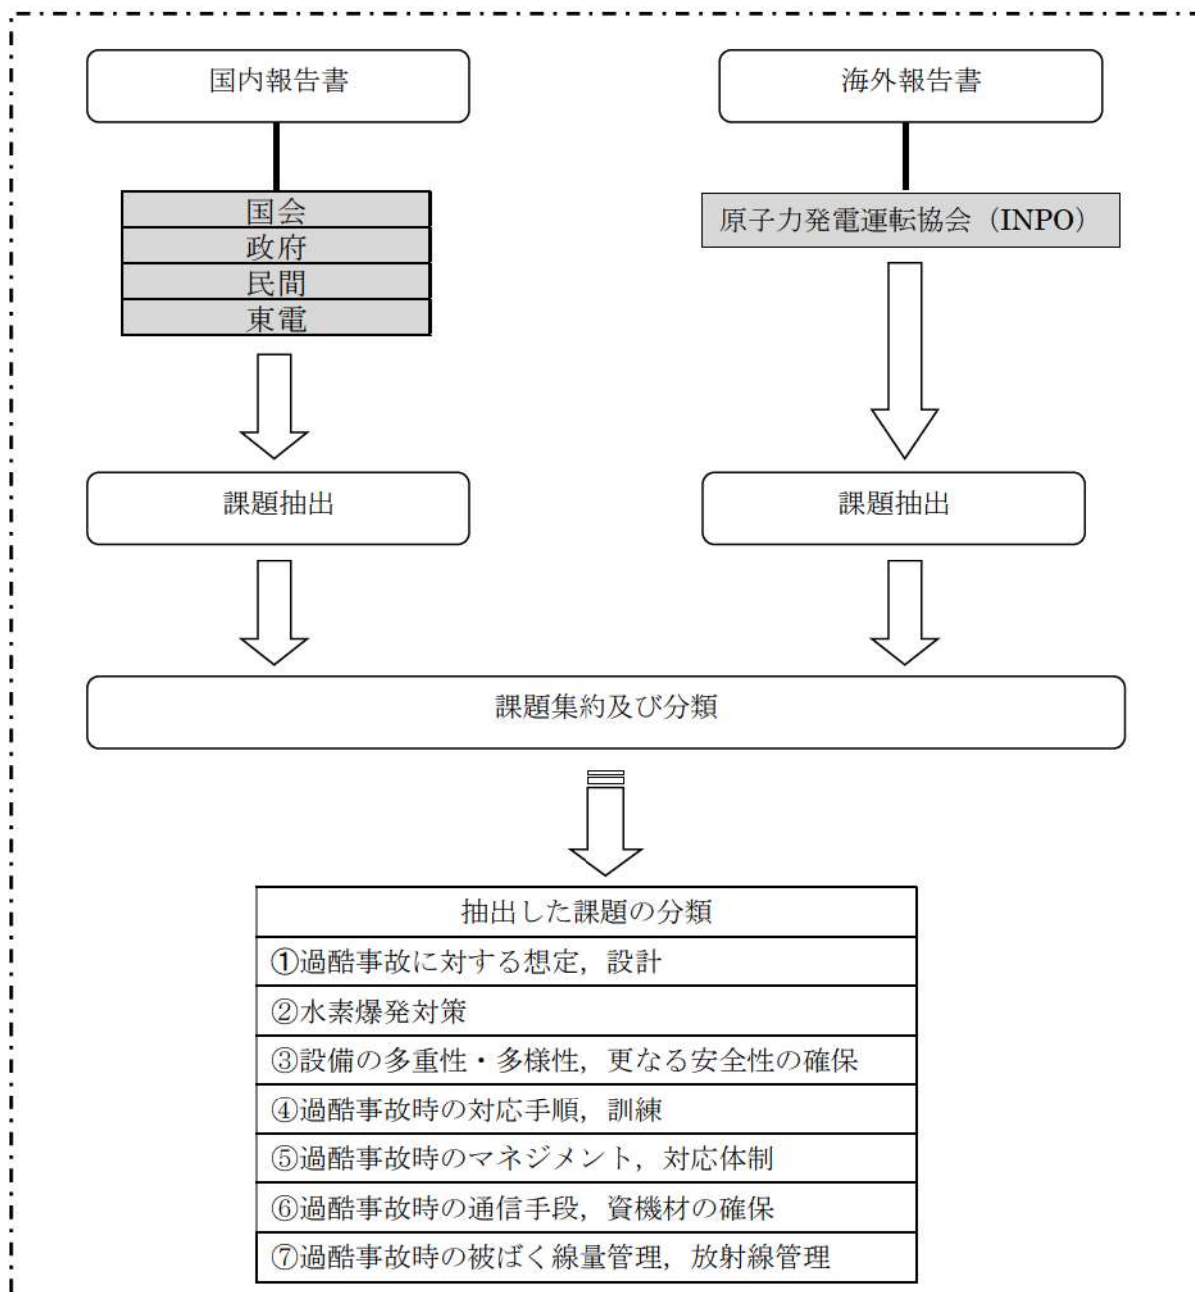 国内報告書
国会
政府
民間
東電
課題抽出
海外報告書
原子力発電運転協会（INPO）
課題抽出
課題集約及び分類
抽出した課題の分類
①過酷事故に対する想定，設計
②水素爆発対策
③設備の多重性・多様性，更なる安全性の確保
④過酷事故時の対応手順，訓練
⑤過酷事故時のマネジメント，対応体制
⑥過酷事故時の通信手段，資機材の確保
⑦過酷事故時の被ばく線量管理，放射線管理